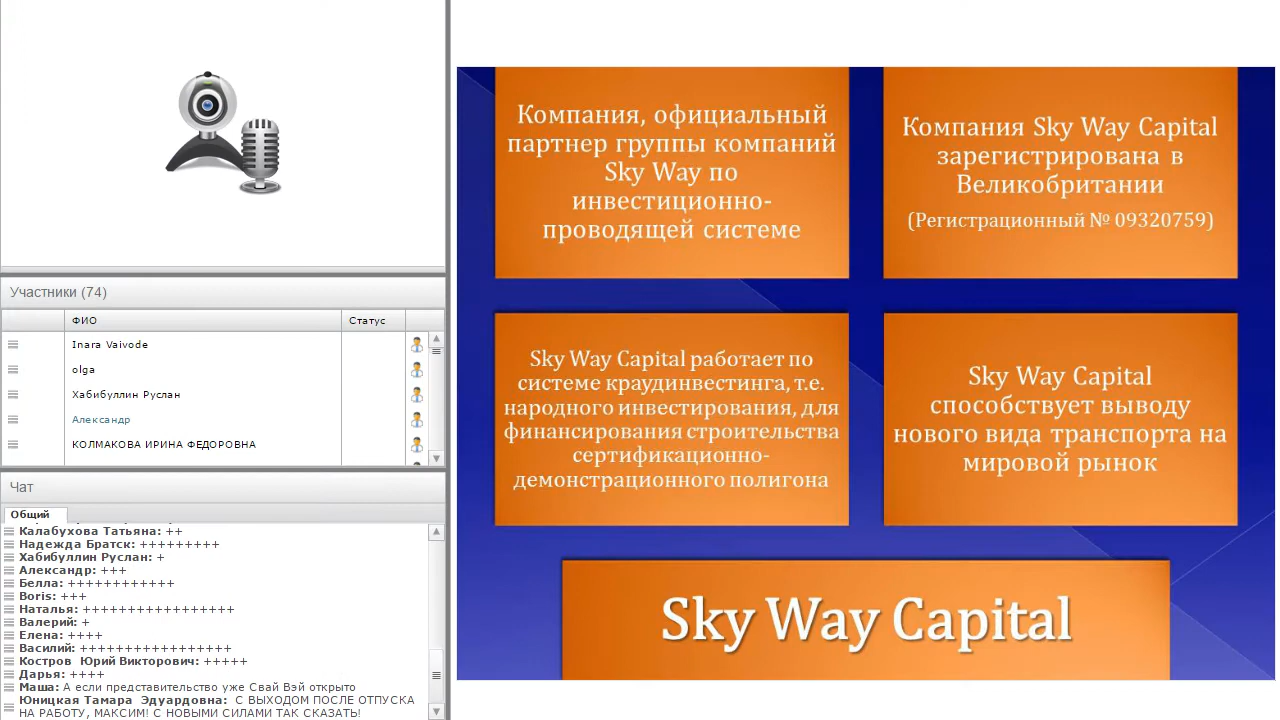 Участники (74)
ФИО
Статус
Inara Vaivode
olga
Хабибуллин Руслан
Александр
КОЛМАКОВА ИРИНА ФЕДОРОВНА
Чат
Общий
Калабухова Татьяна: ++
Надежда Братск: +++++++++
Хабибуллин Руслан: +
Александр: +++
Белла: ++++++++++++
Boris: +++
Наталья: +++++++++++++++++
Валерий: +
Елена: ++++
Василий: +++++++++++++++++
Костров Юрий Викторович: +++++
Дарья: ++++
Маша: А если представительство уже Свай Вэй открыто
Юницкая Тамара Эдуардовна: С ВЫХОДОМ ПОСЛЕ ОТПУСКА
НА РАБОТУ, МАКСИМ! С НОВЫМИ СИЛАМИ ТАК СКАЗАТЬ!
Компания, официальный
партнер группы компаний
Sky Way по
инвестиционно-
проводящей системе
Компания Sky Way Capital
зарегистрирована в
Великобритании
(Регистрационный № 09320759)
Sky Way Capital работает по
системе краудинвестинга, т.е.
народного инвестирования, для
финансирования строительства
сертификационно-
демонстрационного полигона
Sky Way Capital
способствует выводу
нового вида транспорта на
мировой рынок
Sky Way Capital